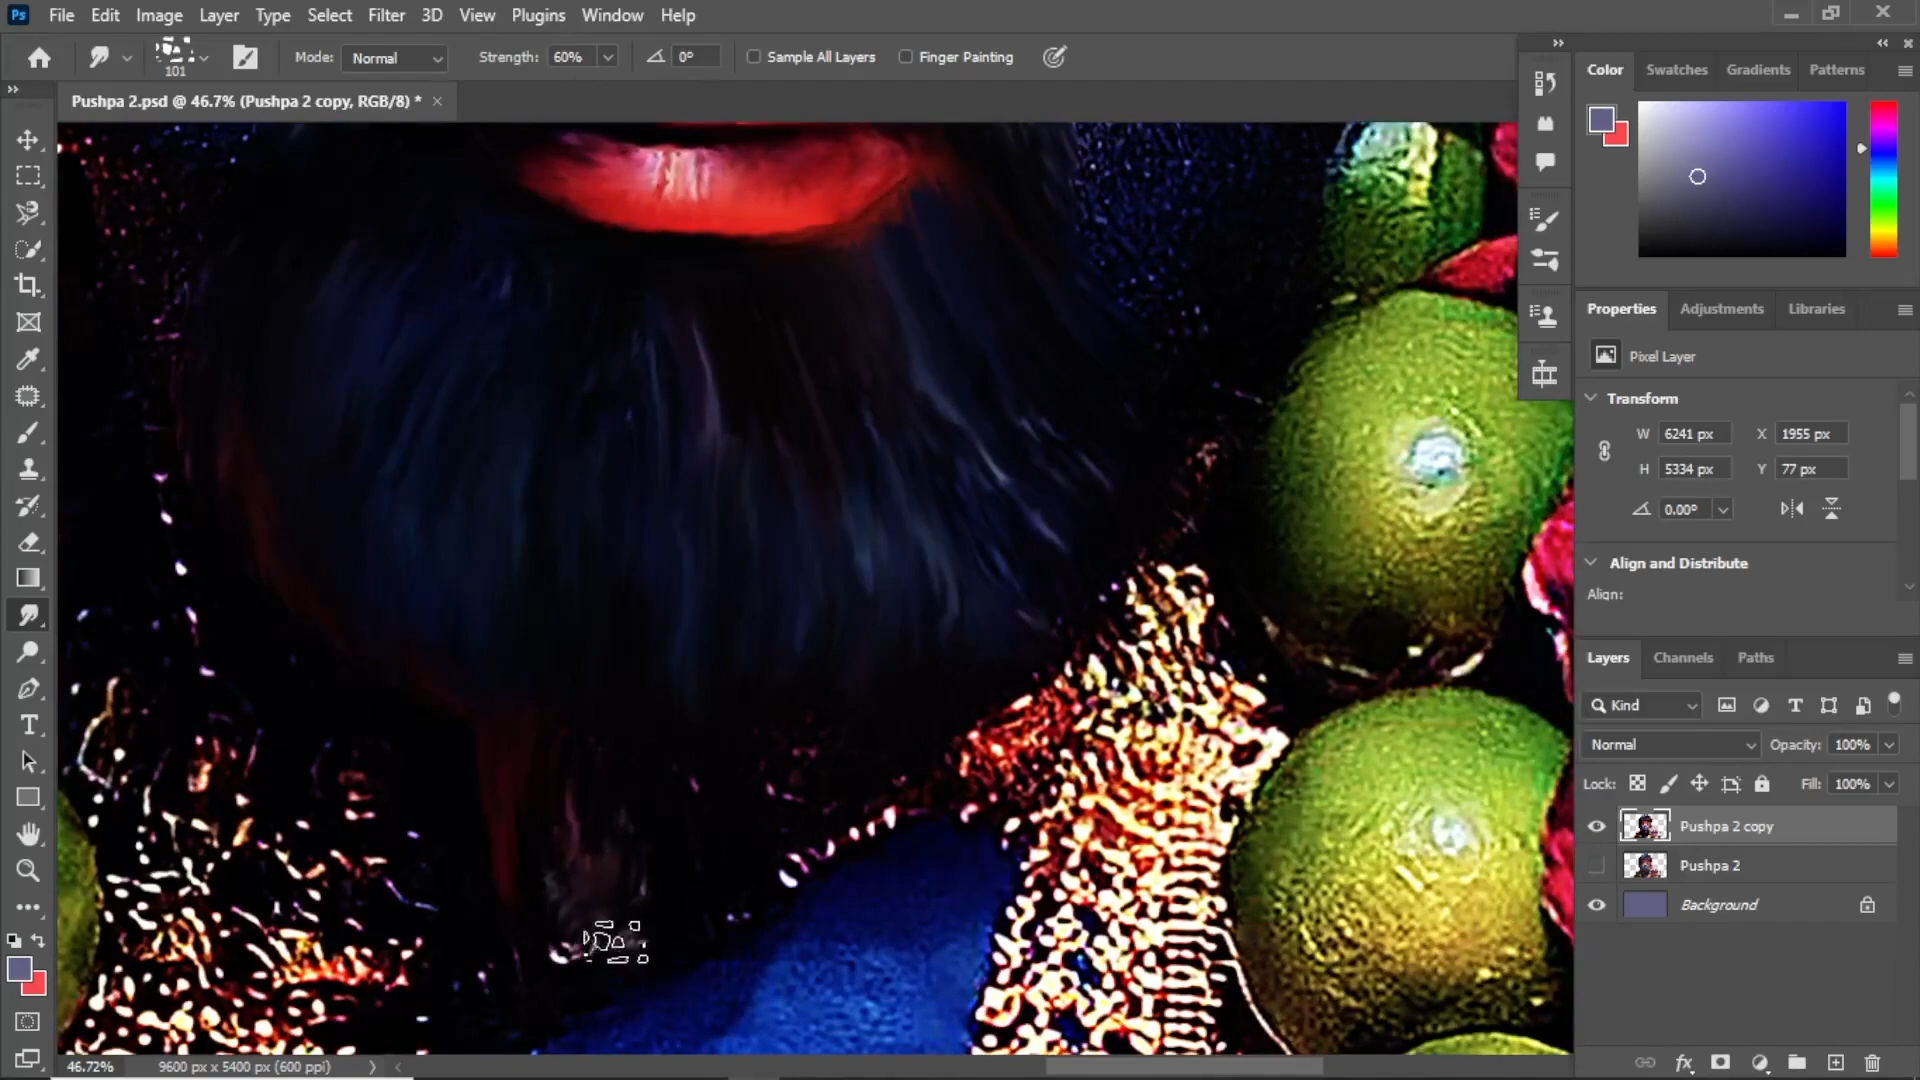 Ps File Edit Image Layer Type Select Filter 3D View Plugins Window Help
101 Mode: Normal Strength: 60% 0° Sample All Layers Finger Painting
Pushpa 2.psd @ 46.7% (Pushpa 2 copy, RGB/8) *
Color Swatches Gradients Patterns
Properties Adjustments Libraries
Pixel Layer
Transform
W 6241 px X 1955 px
H 5334 px Y 77 px
0.00°
Align and Distribute
Align:
Layers Channels Paths
Kind
Normal Opacity: 100%
Lock: Fill: 100%
Pushpa 2 copy
Pushpa 2
Background
46.72% 9600 px x 5400 px (600 ppi)